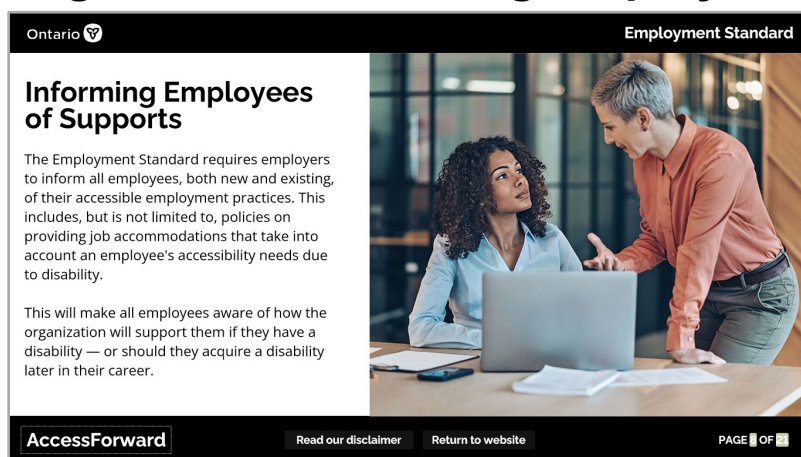 Ontario
Employment Standard
Informing Employees
of Supports
The Employment Standard requires employers
to inform all employees, both new and existing,
of their accessible employment practices. This
includes, but is not limited to, policies on
providing job accommodations that take into
account an employee's accessibility needs due
to disability.
This will make all employees aware of how the
organization will support them if they have a
disability — or should they acquire a disability
later in their career.
AccessForward
Read our disclaimer
Return to website
PAGE 8 OF 21